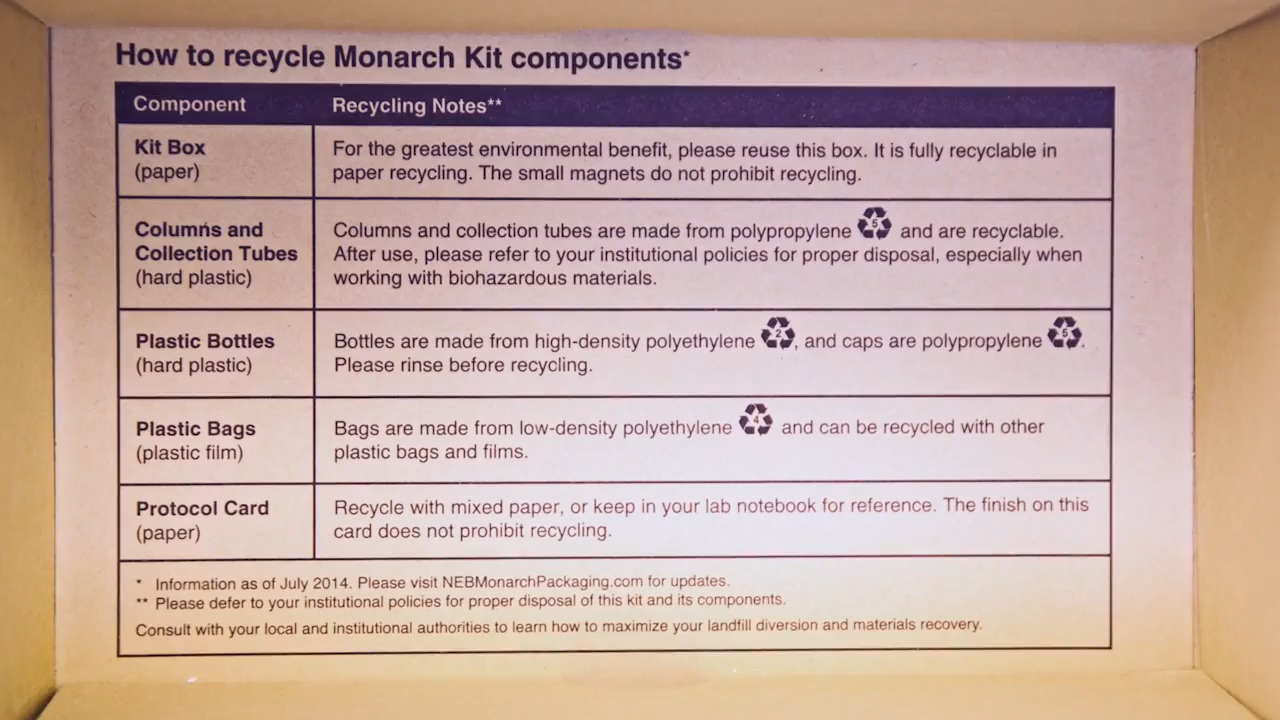 How to recycle Monarch Kit components*
Component
Recycling Notes**
Kit Box
(paper)
For the greatest environmental benefit, please reuse this box. It is fully recyclable in
paper recycling. The small magnets do not prohibit recycling.
Columns and
Collection Tubes
(hard plastic)
Columns and collection tubes are made from polypropylene 5 and are recyclable.
After use, please refer to your institutional policies for proper disposal, especially when
working with biohazardous materials.
Plastic Bottles
(hard plastic)
Bottles are made from high-density polyethylene 2, and caps are polypropylene 5.
Please rinse before recycling.
Plastic Bags
(plastic film)
Bags are made from low-density polyethylene 4 and can be recycled with other
plastic bags and films.
Protocol Card
(paper)
Recycle with mixed paper, or keep in your lab notebook for reference. The finish on this
card does not prohibit recycling.
* Information as of July 2014. Please visit NEBMonarchPackaging.com for updates.
** Please defer to your institutional policies for proper disposal of this kit and its components.
Consult with your local and institutional authorities to learn how to maximize your landfill diversion and materials recovery.